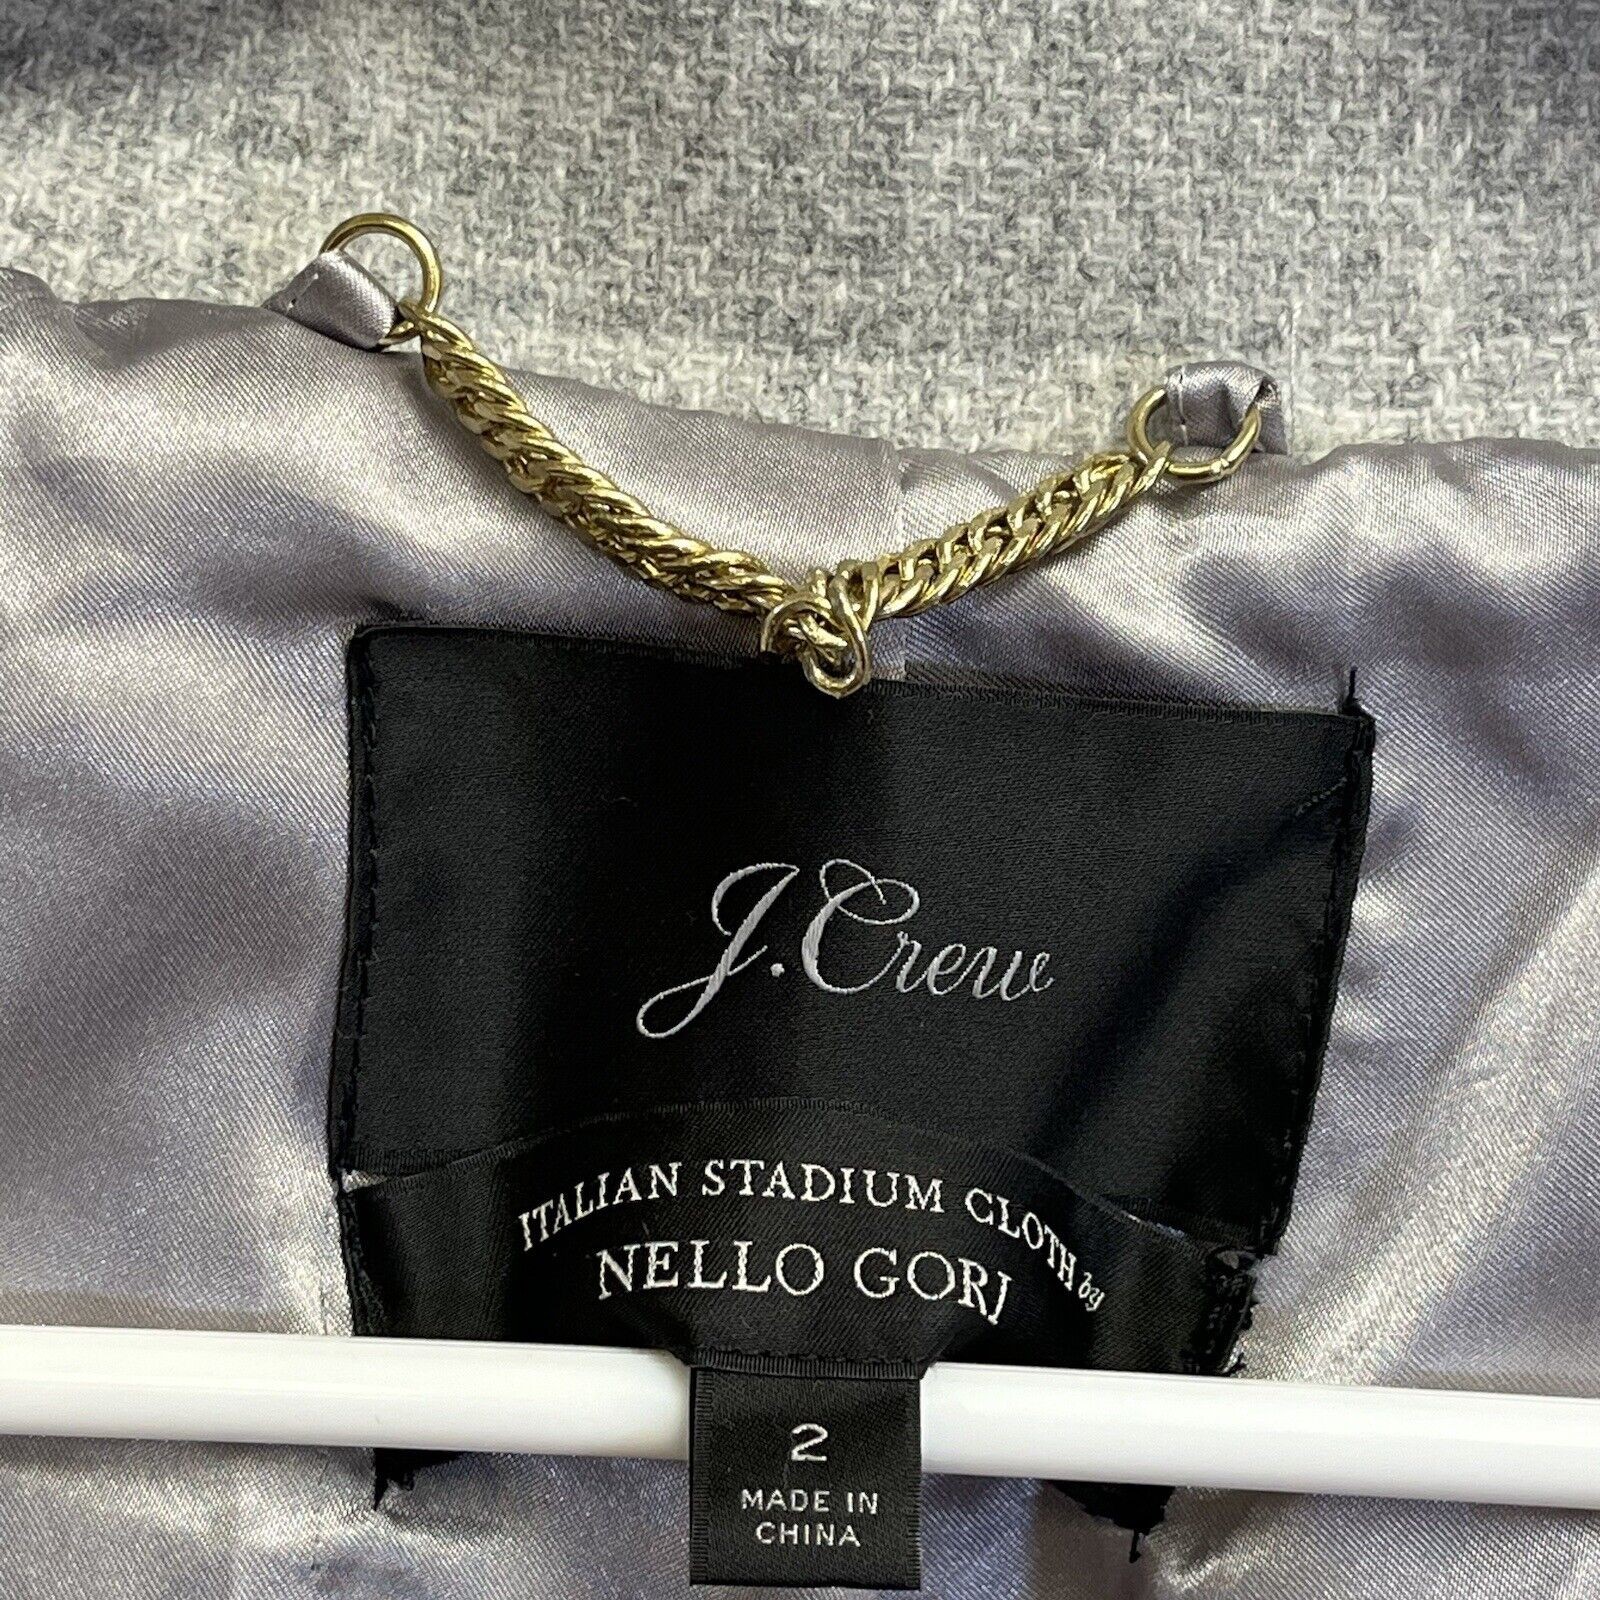 J.Crew
ITALIAN STADIUM CLOTH by
NELLO GORI
2
MADE IN
CHINA